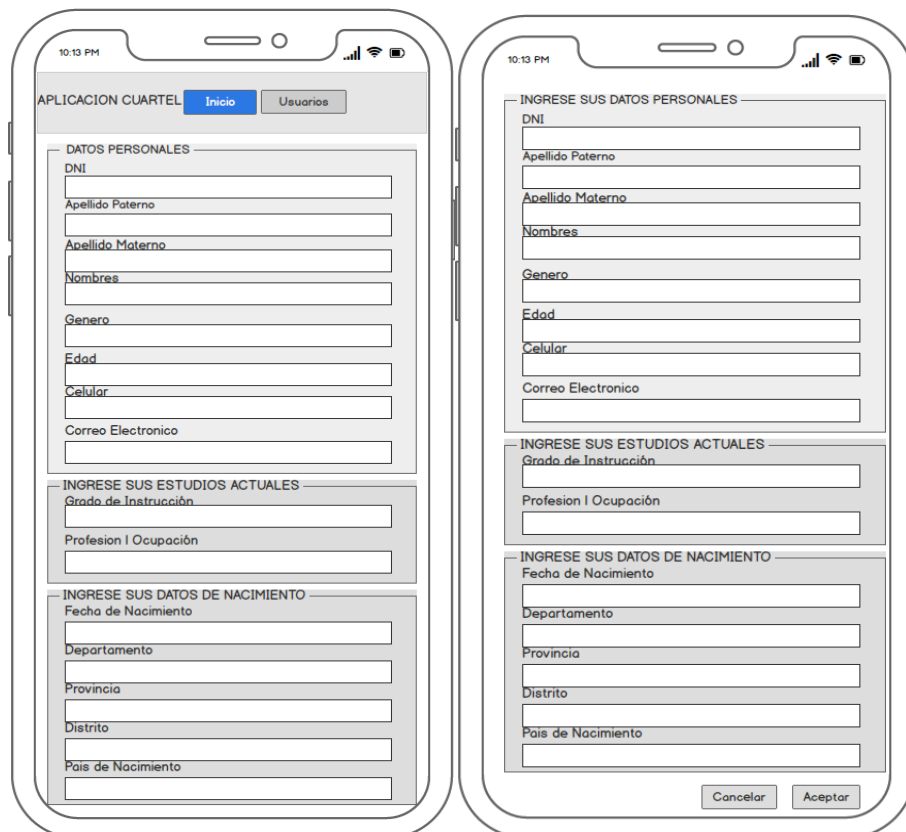 10:13 PM
APLICACION CUARTEL Inicio Usuarios
DATOS PERSONALES
DNI
Apellido Paterno
Apellido Materno
Nombres
Genero
Edad
Celular
Correo Electronico
INGRESE SUS ESTUDIOS ACTUALES
Grado de Instrucción
Profesion I Ocupación
INGRESE SUS DATOS DE NACIMIENTO
Fecha de Nacimiento
Departamento
Provincia
Distrito
Pais de Nacimiento
10:13 PM
INGRESE SUS DATOS PERSONALES
DNI
Apellido Paterno
Apellido Materno
Nombres
Genero
Edad
Celular
Correo Electronico
INGRESE SUS ESTUDIOS ACTUALES
Grado de Instrucción
Profesion I Ocupación
INGRESE SUS DATOS DE NACIMIENTO
Fecha de Nacimiento
Departamento
Provincia
Distrito
Pais de Nacimiento
Cancelar Aceptar